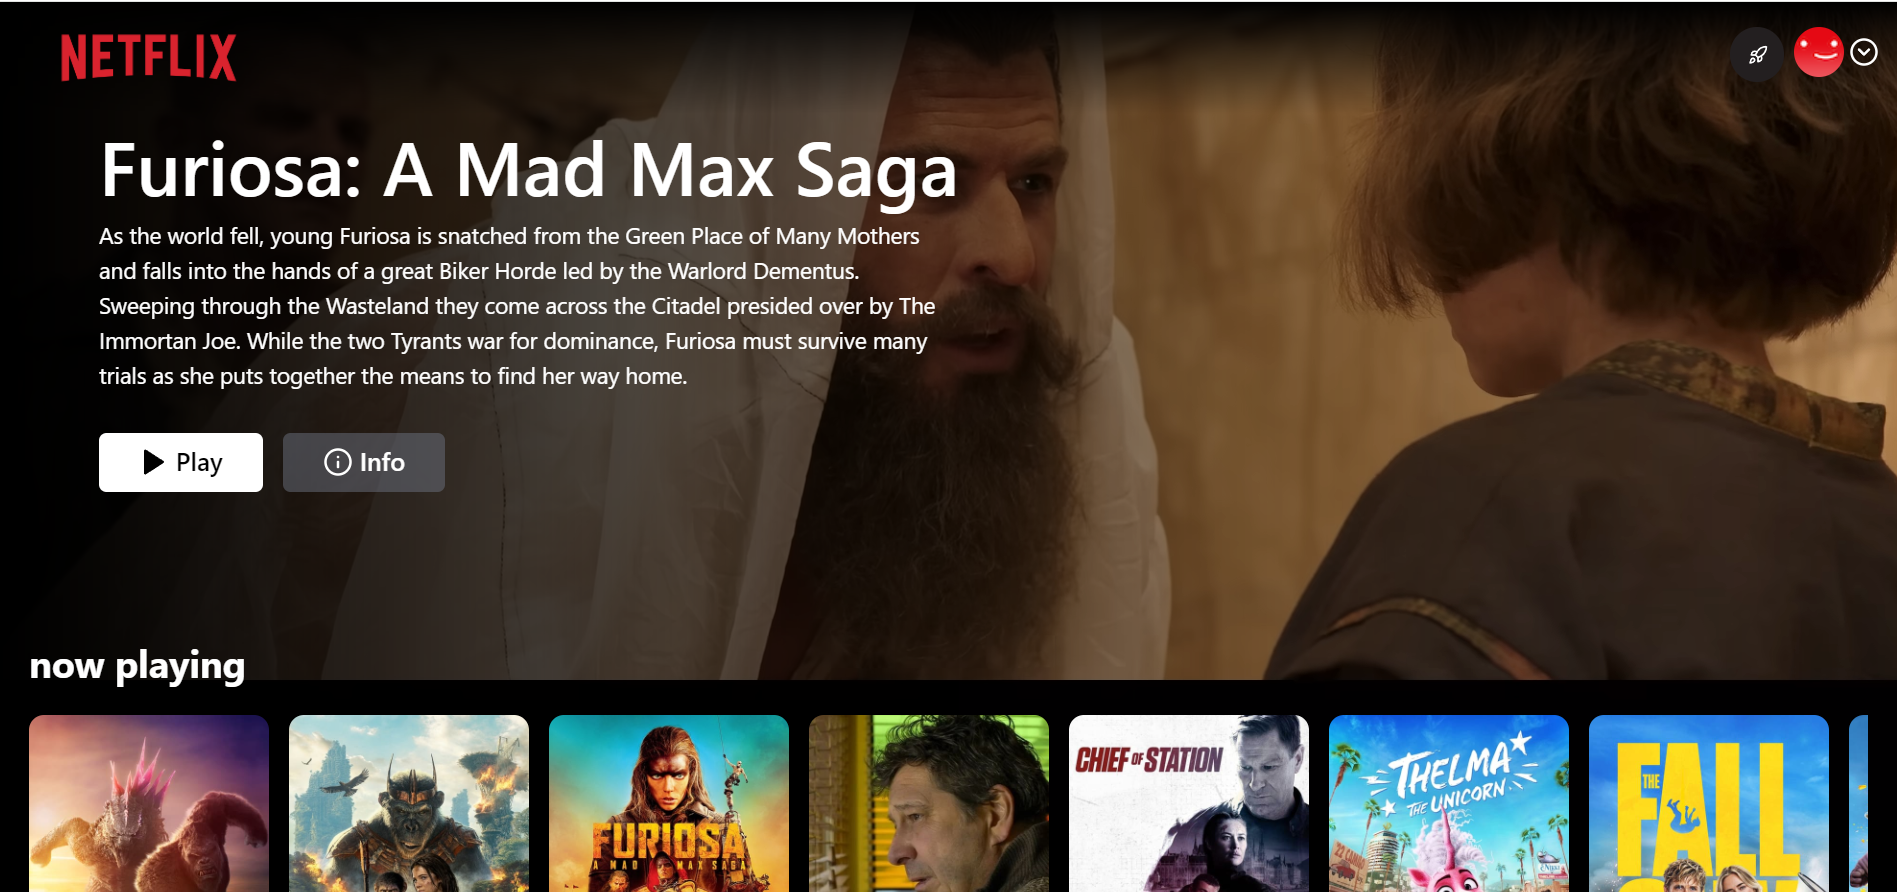 NETFLIX
Furiosa: A Mad Max Saga
As the world fell, young Furiosa is snatched from the Green Place of Many Mothers
and falls into the hands of a great Biker Horde led by the Warlord Dementus.
Sweeping through the Wasteland they come across the Citadel presided over by The
Immortan Joe. While the two Tyrants war for dominance, Furiosa must survive many
trials as she puts together the means to find her way home.
Play
Info
now playing
FURIOSA
A MAD MAX SAGA
CHIEF OF STATION
THELMA
THE UNICORN
THE
FALL